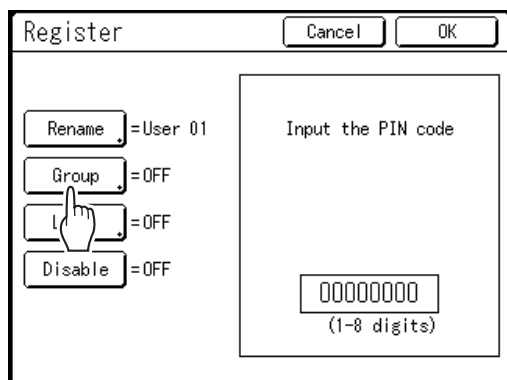 Register
Cancel
OK
Rename =User 01
Input the PIN code
Group =OFF
=OFF
Disable =OFF
00000000
(1-8 digits)